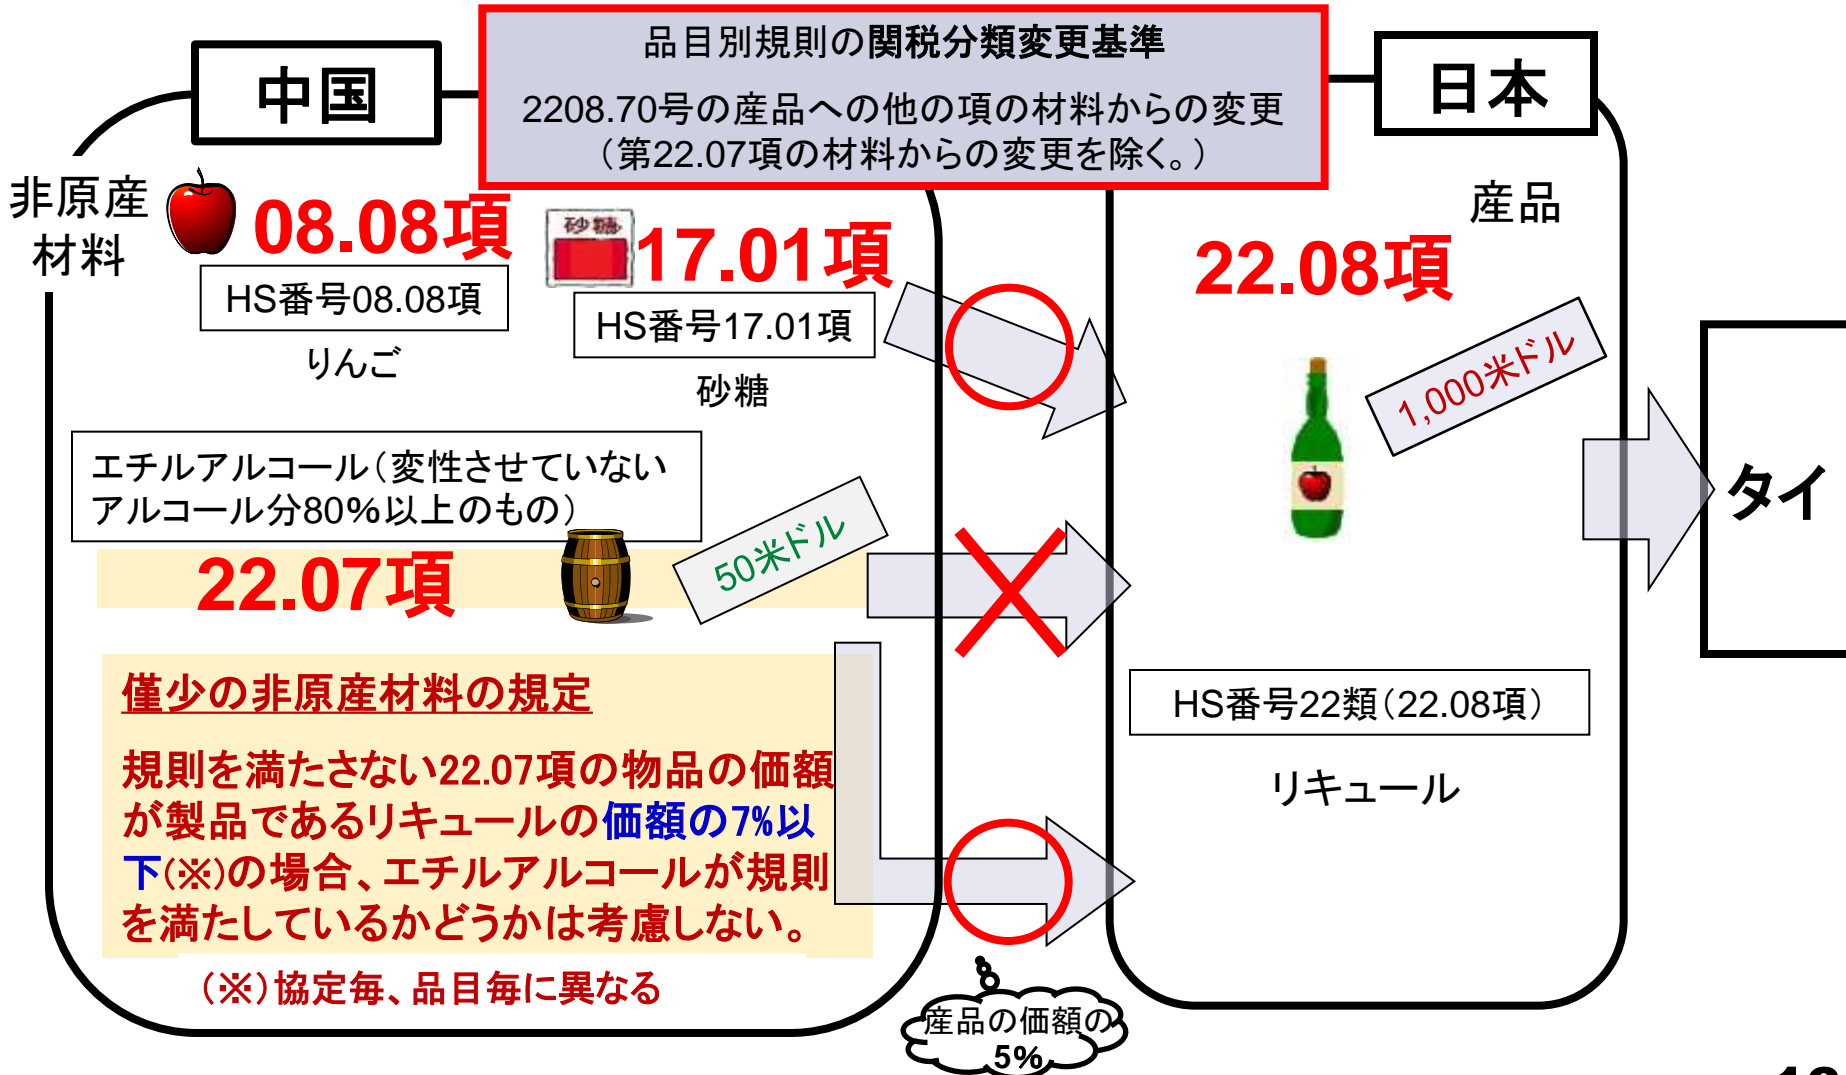 品目別規則の関税分類変更基準
2208.70号の産品への他の項の材料からの変更
（第22.07項の材料からの変更を除く。）
中国
日本
非原産
材料
08.08項
HS番号08.08項
りんご
砂糖
17.01項
HS番号17.01項
砂糖
産品
22.08項
1,000米ドル
エチルアルコール（変性させていない
アルコール分80％以上のもの）
22.07項
50米ドル
タイ
僅少の非原産材料の規定
規則を満たさない22.07項の物品の価額
が製品であるリキュールの価額の7%以
下(※)の場合、エチルアルコールが規則
を満たしているかどうかは考慮しない。
（※）協定毎、品目毎に異なる
HS番号22類（22.08項）
リキュール
産品の価額の
5%